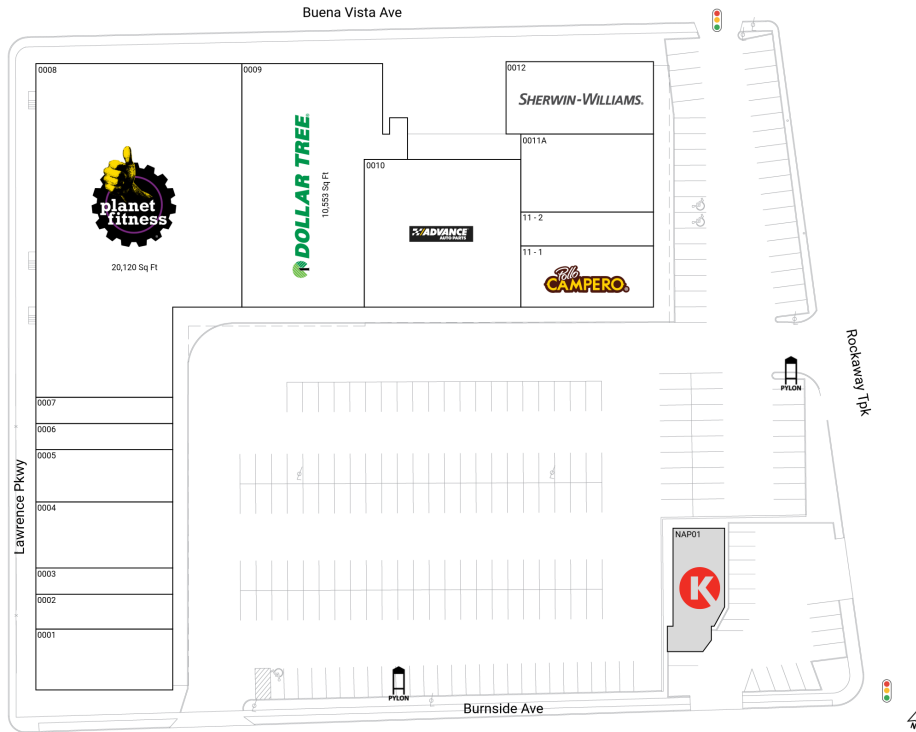 Buena Vista Ave
0008
0009
0012
SHERWIN-WILLIAMS.
0011A
planet
fitness
20,120 Sq Ft
DOLLAR TREE
10,553 Sq Ft
0010
ADVANCE
AUTO PARTS
11 - 2
11 - 1
Pollo
CAMPERO
Rockaway Tpk
PYLON
0007
0006
0005
0004
0003
0002
0001
Lawrence Pkwy
NAP01
K
PYLON
Burnside Ave
N